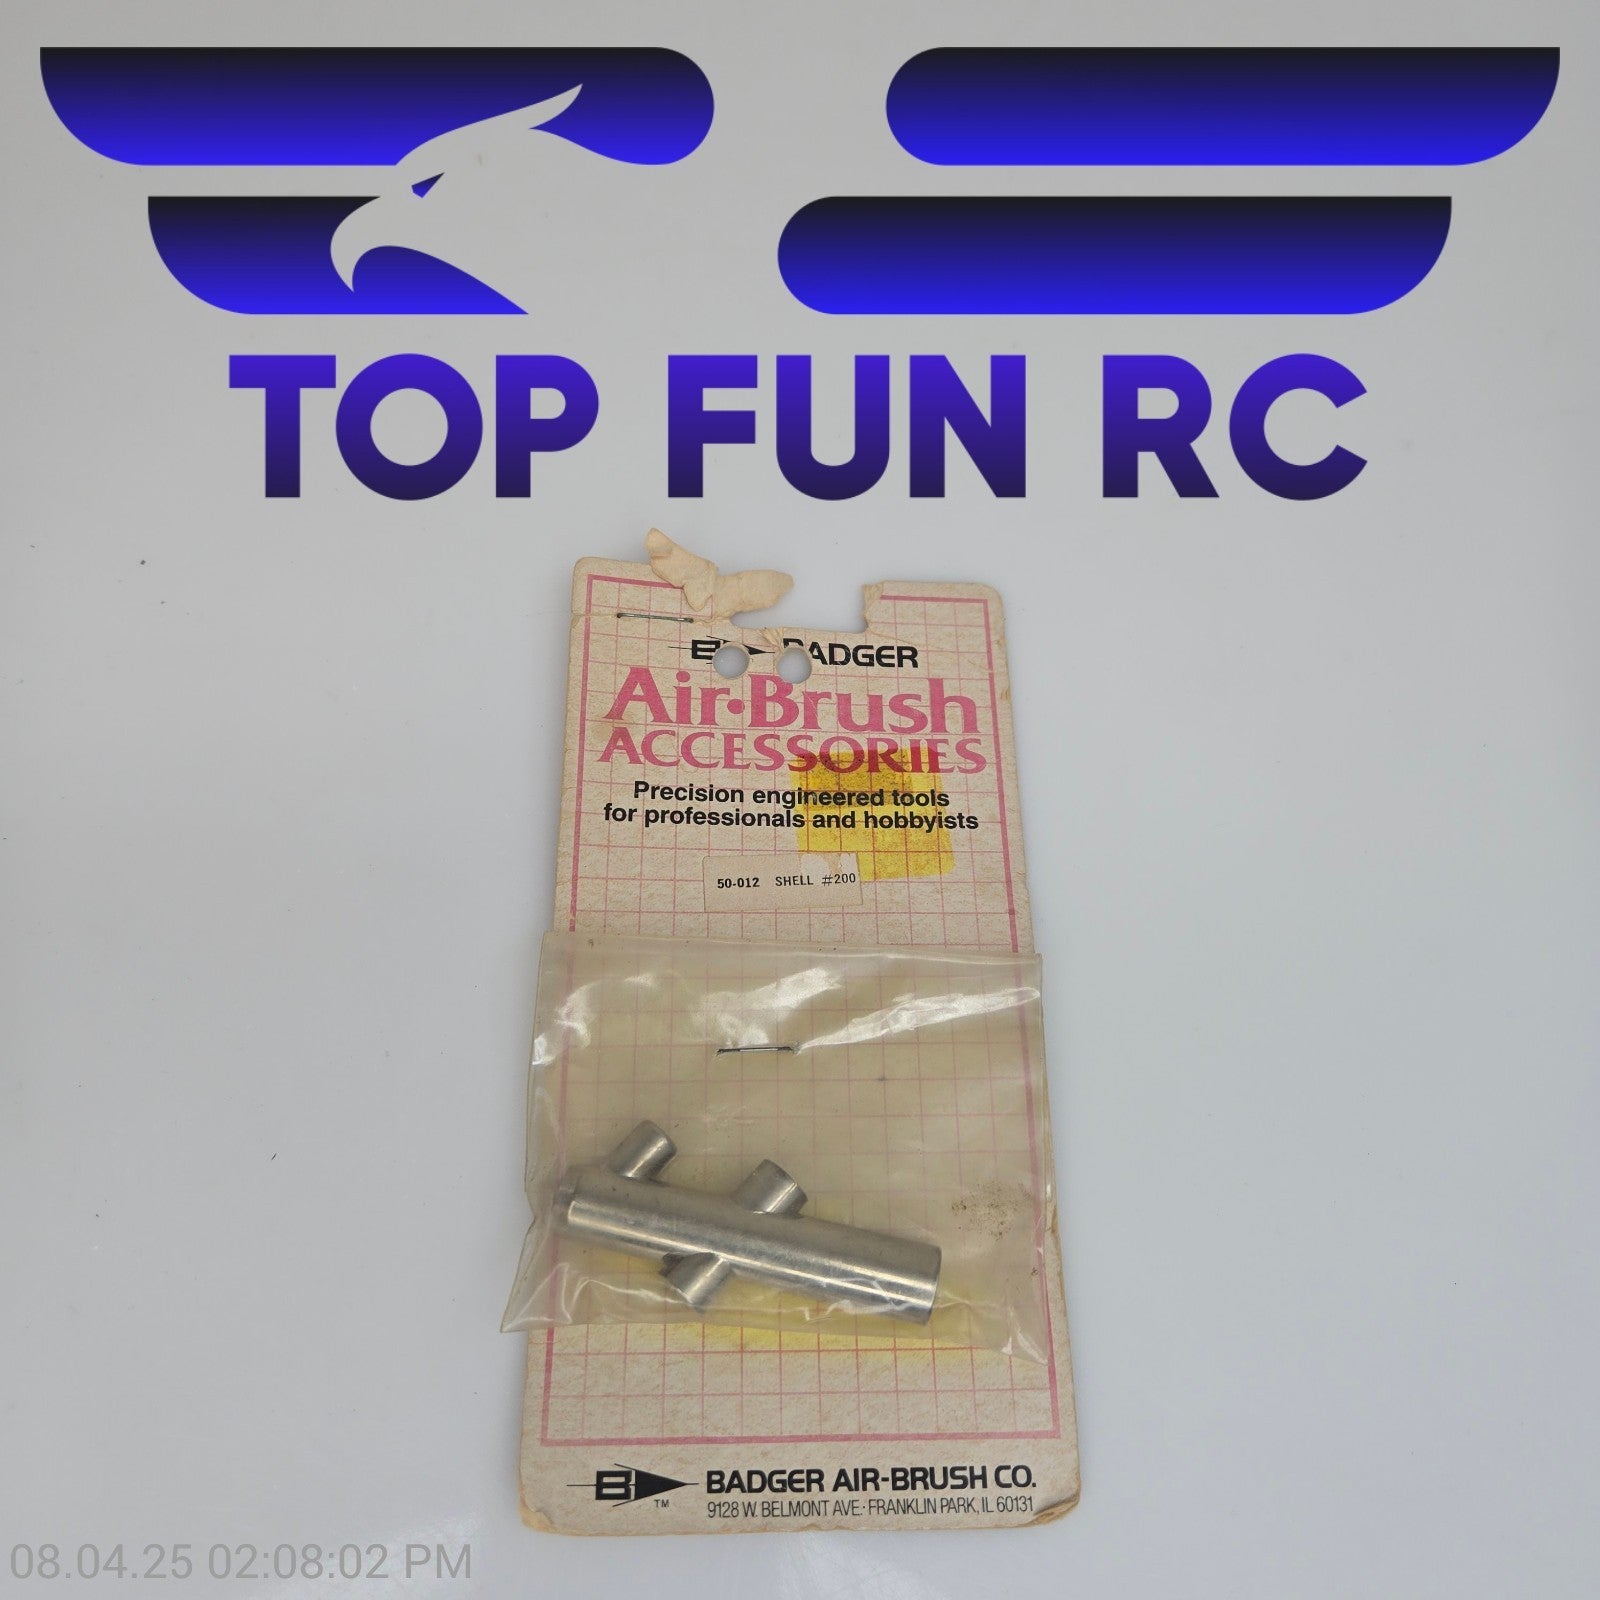 TOP FUN RC
BADGER
Air·Brush
ACCESSORIES
Precision engineered tools
for professionals and hobbyists
50-012 SHELL #200
B
TM
BADGER AIR-BRUSH CO.
9128 W. BELMONT AVE. · FRANKLIN PARK, IL 60131
08.04.25 02:08:02 PM